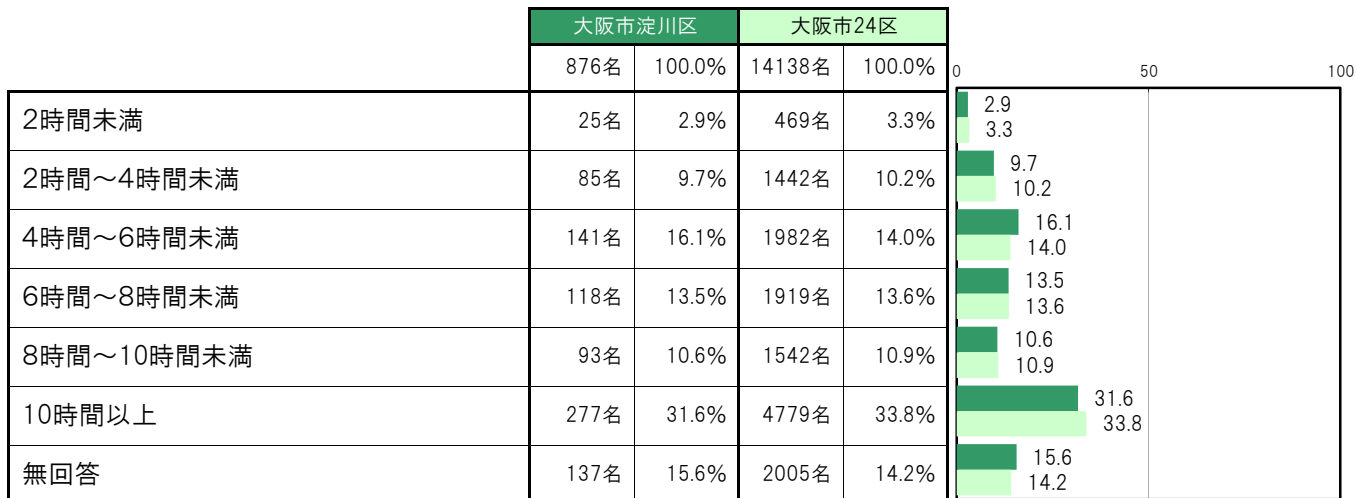 大阪市淀川区 大阪市24区
876名 100.0% 14138名 100.0%
0 50 100
2時間未満 25名 2.9% 469名 3.3% 2.9
3.3
2時間～4時間未満 85名 9.7% 1442名 10.2% 9.7
10.2
4時間～6時間未満 141名 16.1% 1982名 14.0% 16.1
14.0
6時間～8時間未満 118名 13.5% 1919名 13.6% 13.5
13.6
8時間～10時間未満 93名 10.6% 1542名 10.9% 10.6
10.9
10時間以上 277名 31.6% 4779名 33.8% 31.6
33.8
無回答 137名 15.6% 2005名 14.2% 15.6
14.2